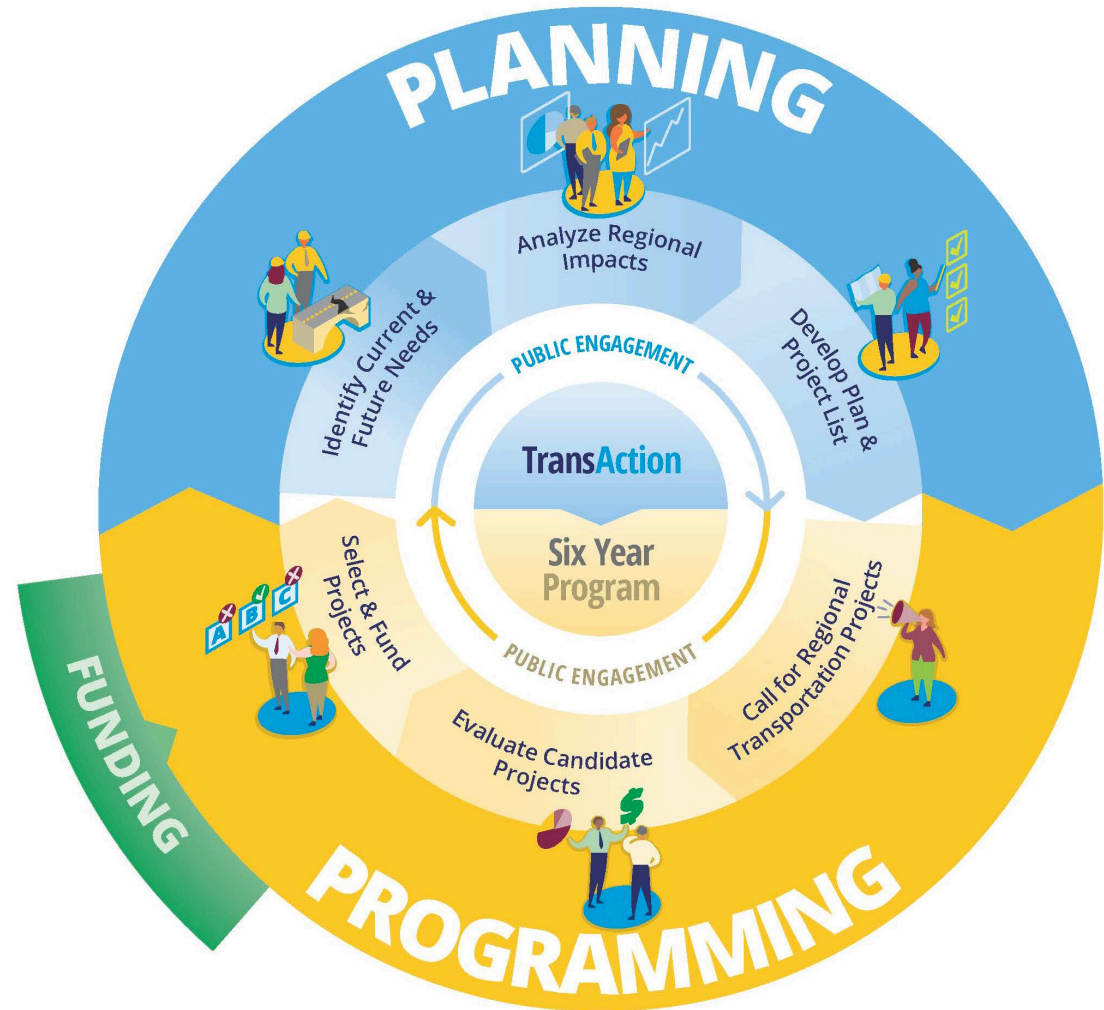 PLANNING
Analyze Regional
Impacts
Identify Current &
Future Needs
Develop Plan &
Project List
PUBLIC ENGAGEMENT
TransAction
Six Year
Program
PUBLIC ENGAGEMENT
Select & Fund
Projects
A
B
C
Call for Regional
Transportation Projects
Evaluate Candidate
Projects
$
FUNDING
PROGRAMMING